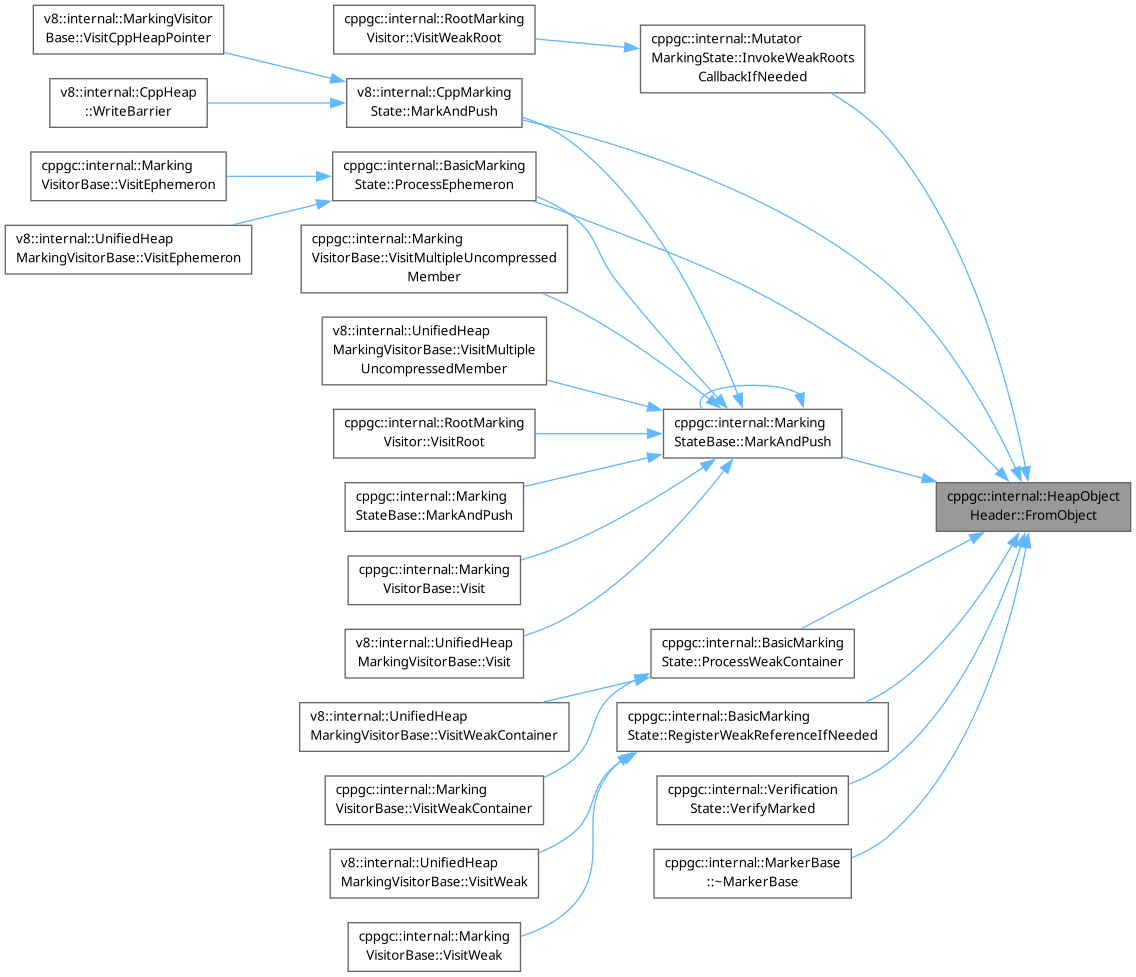 v8::internal::MarkingVisitor
Base::VisitCppHeapPointer
cppgc::internal::RootMarking
Visitor::VisitWeakRoot
cppgc::internal::Mutator
MarkingState::InvokeWeakRoots
CallbackIfNeeded
v8::internal::CppHeap
::WriteBarrier
v8::internal::CppMarking
State::MarkAndPush
cppgc::internal::Marking
VisitorBase::VisitEphemeron
cppgc::internal::BasicMarking
State::ProcessEphemeron
v8::internal::UnifiedHeap
MarkingVisitorBase::VisitEphemeron
cppgc::internal::Marking
VisitorBase::VisitMultipleUncompressed
Member
v8::internal::UnifiedHeap
MarkingVisitorBase::VisitMultiple
UncompressedMember
cppgc::internal::RootMarking
Visitor::VisitRoot
cppgc::internal::Marking
StateBase::MarkAndPush
cppgc::internal::Marking
StateBase::MarkAndPush
cppgc::internal::HeapObject
Header::FromObject
cppgc::internal::Marking
VisitorBase::Visit
v8::internal::UnifiedHeap
MarkingVisitorBase::Visit
cppgc::internal::BasicMarking
State::ProcessWeakContainer
v8::internal::UnifiedHeap
MarkingVisitorBase::VisitWeakContainer
cppgc::internal::BasicMarking
State::RegisterWeakReferenceIfNeeded
cppgc::internal::Marking
VisitorBase::VisitWeakContainer
cppgc::internal::Verification
State::VerifyMarked
v8::internal::UnifiedHeap
MarkingVisitorBase::VisitWeak
cppgc::internal::MarkerBase
::~MarkerBase
cppgc::internal::Marking
VisitorBase::VisitWeak